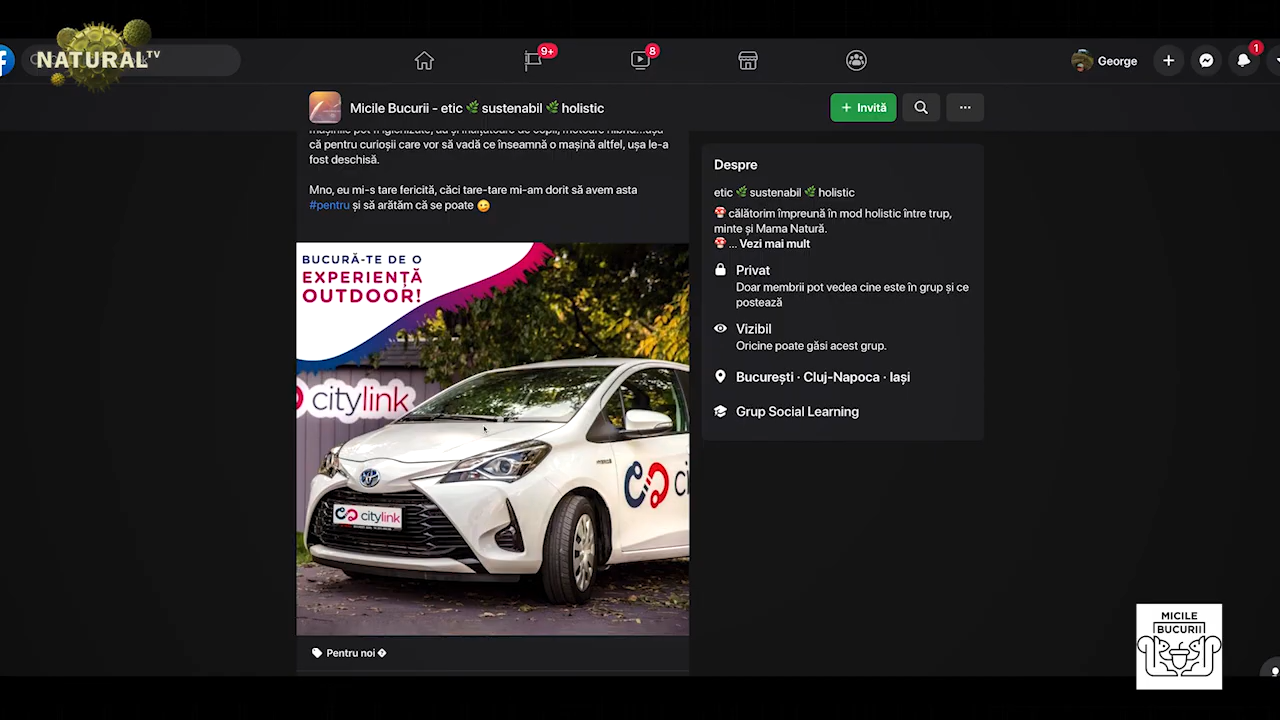 NATURAL TV
9+
8
George
1
Micile Bucurii - etic 🌿 sustenabil 🌿 holistic
+ Invită
că pentru curioșii care vor să vadă ce înseamnă o mașină altfel, ușa le-a
fost deschisă.
Mno, eu mi-s tare fericită, căci tare-tare mi-am dorit să avem asta
#pentru și să arătăm că se poate 😉
BUCURĂ-TE DE O
EXPERIENȚĂ
OUTDOOR!
citylink
citylink
ci
Pentru noi
Despre
etic 🌿 sustenabil 🌿 holistic
🍄 călătorim împreună în mod holistic între trup,
minte și Mama Natură.
🍄 ... Vezi mai mult
Privat
Doar membrii pot vedea cine este în grup și ce
postează
Vizibil
Oricine poate găsi acest grup.
București · Cluj-Napoca · Iași
Grup Social Learning
MICILE
BUCURII